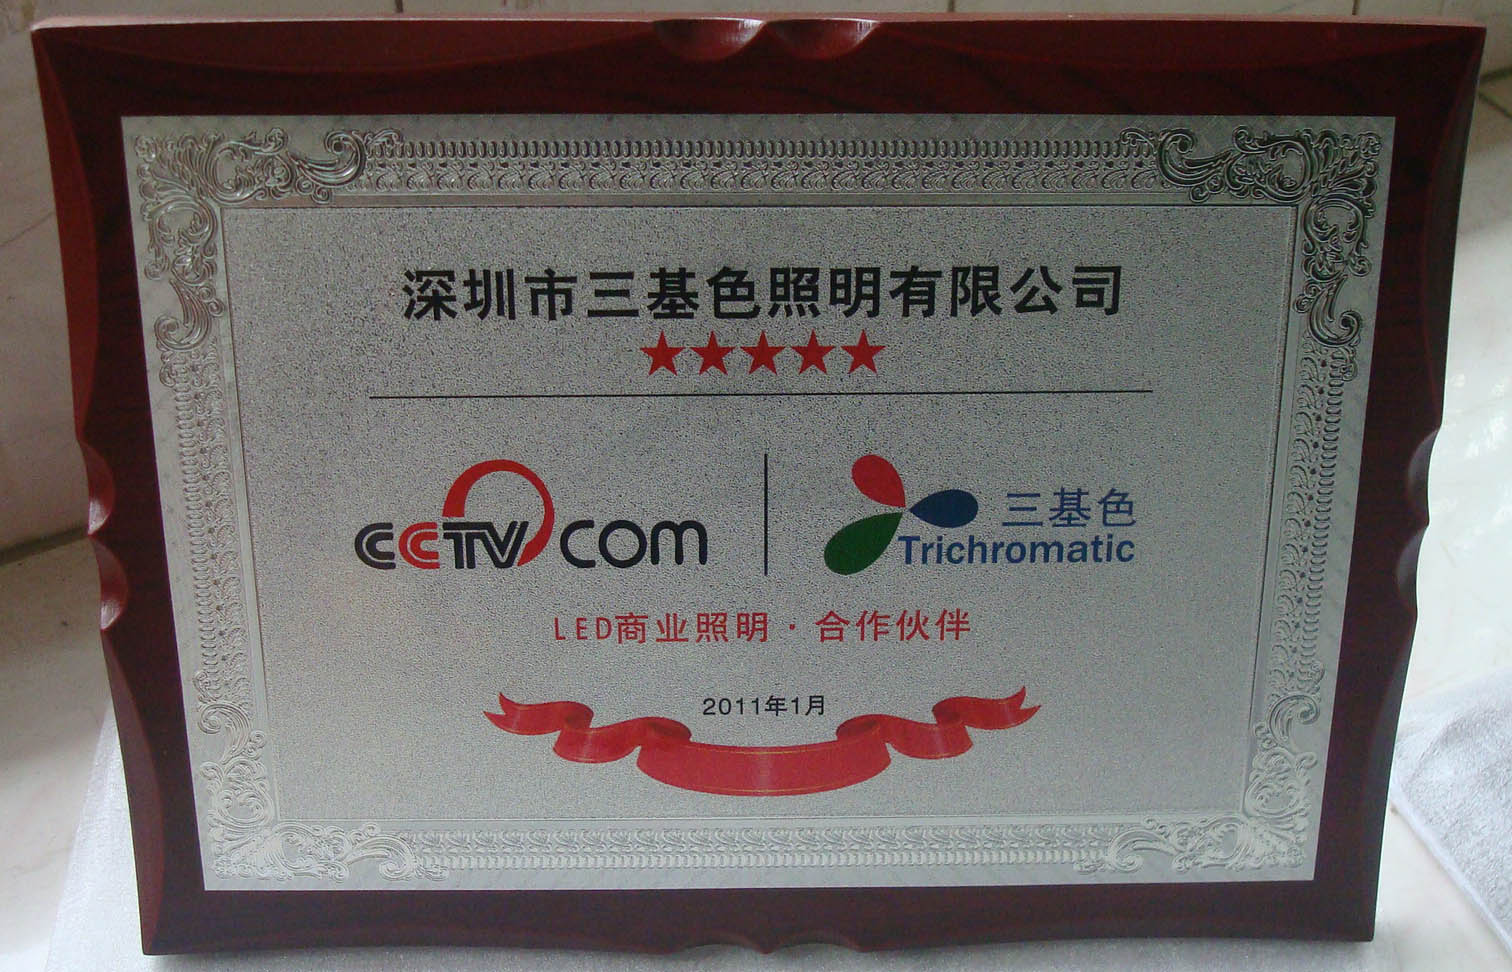 深圳市三基色照明有限公司
★★★★★
CCTV.com
三基色
Trichromatic
LED商业照明·合作伙伴
2011年1月